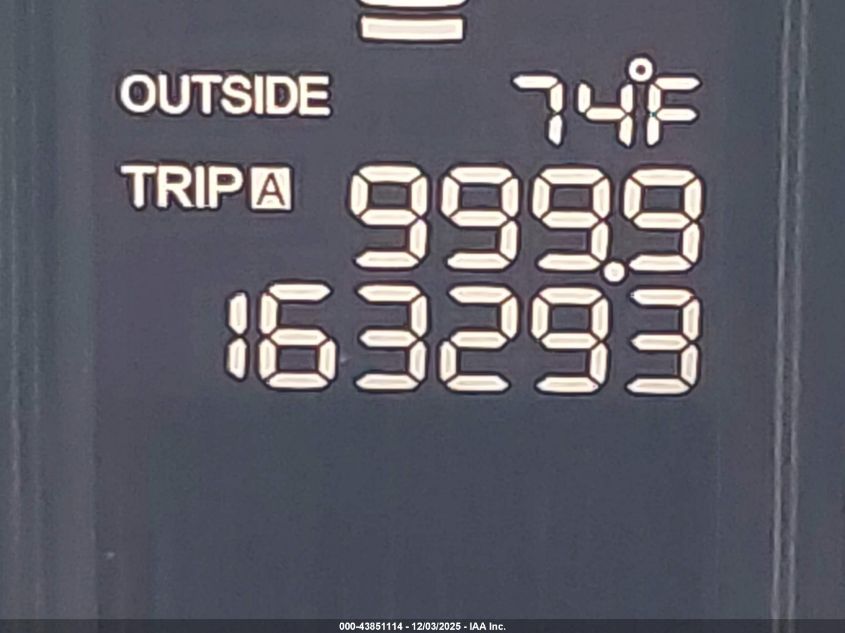 OUTSIDE 74°F
TRIP A 999.9
163293
000-43851114 - 12/03/2025 - IAA Inc.